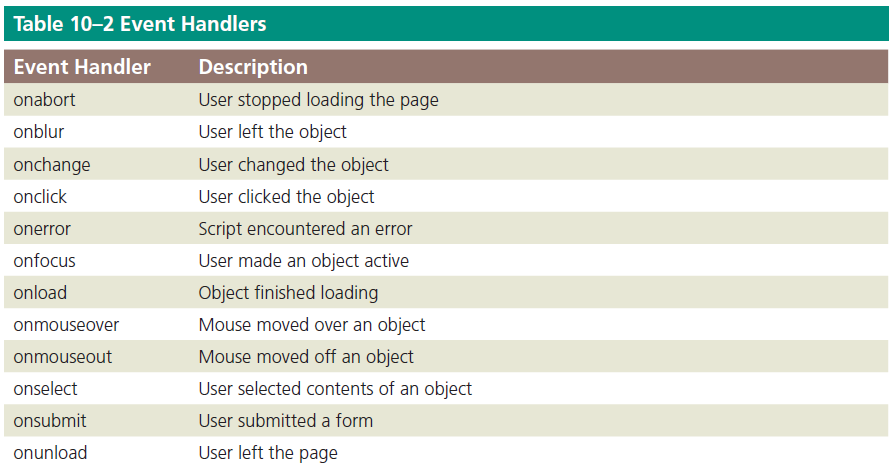 Table 10–2 Event Handlers
Event Handler Description
onabort User stopped loading the page
onblur User left the object
onchange User changed the object
onclick User clicked the object
onerror Script encountered an error
onfocus User made an object active
onload Object finished loading
onmouseover Mouse moved over an object
onmouseout Mouse moved off an object
onselect User selected contents of an object
onsubmit User submitted a form
onunload User left the page